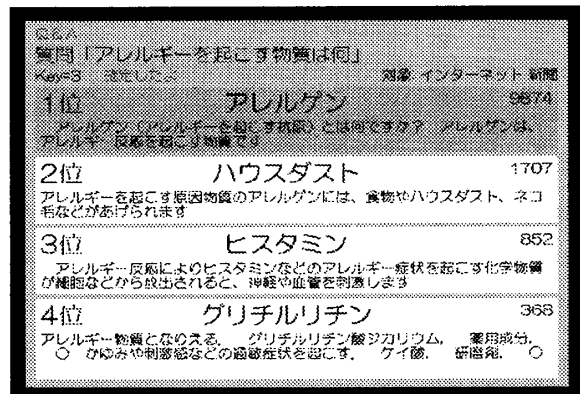 Q&A
質問「アレルギーを起こす物質は何」
Key=3 確定したよ 対象 インターネット 新聞
1位 アレルゲン 9874
アレルゲン(アレルギーを起こす抗原)とは何ですか? アレルゲンは、
アレルギー反応を起こす物質です
2位 ハウスダスト 1707
アレルギーを起こす原因物質のアレルゲンには、食物やハウスダスト、ネコ
毛などがあげられます
3位 ヒスタミン 852
アレルギー反応によりヒスタミンなどのアレルギー症状を起こす化学物質
が細胞などから放出されると、神経や血管を刺激します
4位 グリチルリチン 368
アレルギー物質となりえる. グリチルリチン酸ジカリウム. 薬用成分.
○ かゆみや刺激感などの過敏症状を起こす. ケイ酸. 研磨剤. ○